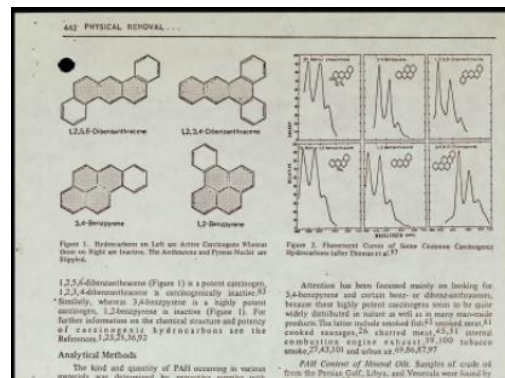 442 PHYSICAL REMOVAL . . .
1,2,5,6-Dibenzanthracene
1,2,3,4-Dibenzanthracene
3,4-Benzpyrene
1,2-Benzpyrene
Figure 1. Hydrocarbons on Left are Active Carcinogens Whereas
those on Right are Inactive. The Anthracene and Pyrene Nuclei are
Stippled.
1,2,5,6-dibenzanthracene (Figure 1) is a potent carcinogen,
1,2,3,4-dibenzanthracene is carcinogenically inactive.
Similarly, whereas 3,4-benzpyrene is a highly potent
carcinogen, 1,2-benzpyrene is inactive (Figure 1). For
further information on the chemical structure and potency
of carcinogenic hydrocarbons see the
References.
Analytical Methods
The kind and quantity of PAH occurring in various
materials was determined by extracting samples with
Figure 2. Fluorescent Curves of Some Common Carcinogenic
Hydrocarbons (after Thomas et al.
Attention has been focused mainly on looking for
3,4-benzpyrene and certain benz- or dibenz-anthracenes,
because these highly potent carcinogens seem to be quite
widely distributed in nature as well as in many man-made
products. The latter include smoked fish, smoked meat,
cooked sausages, charred meat, internal
combustion engine exhaust, tobacco
smoke, and urban air.
PAH Content of Mineral Oils. Samples of crude oil
from the Persian Gulf, Libya, and Venezuela were found by